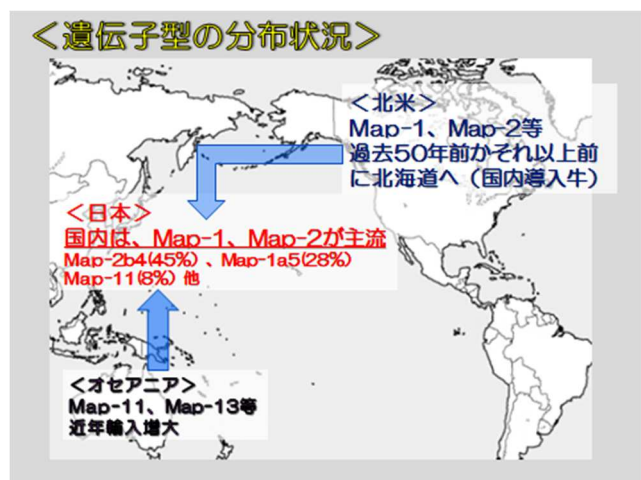 ＜遺伝子型の分布状況＞
＜北米＞
Map-1、Map-2等
過去50年前かそれ以上前
に北海道へ（国内導入牛）
＜日本＞
国内は、Map-1、Map-2が主流
Map-2b4(45%) 、Map-1a5(28%)
Map-11(8%) 他
＜オセアニア＞
Map-11、Map-13等
近年輸入増大